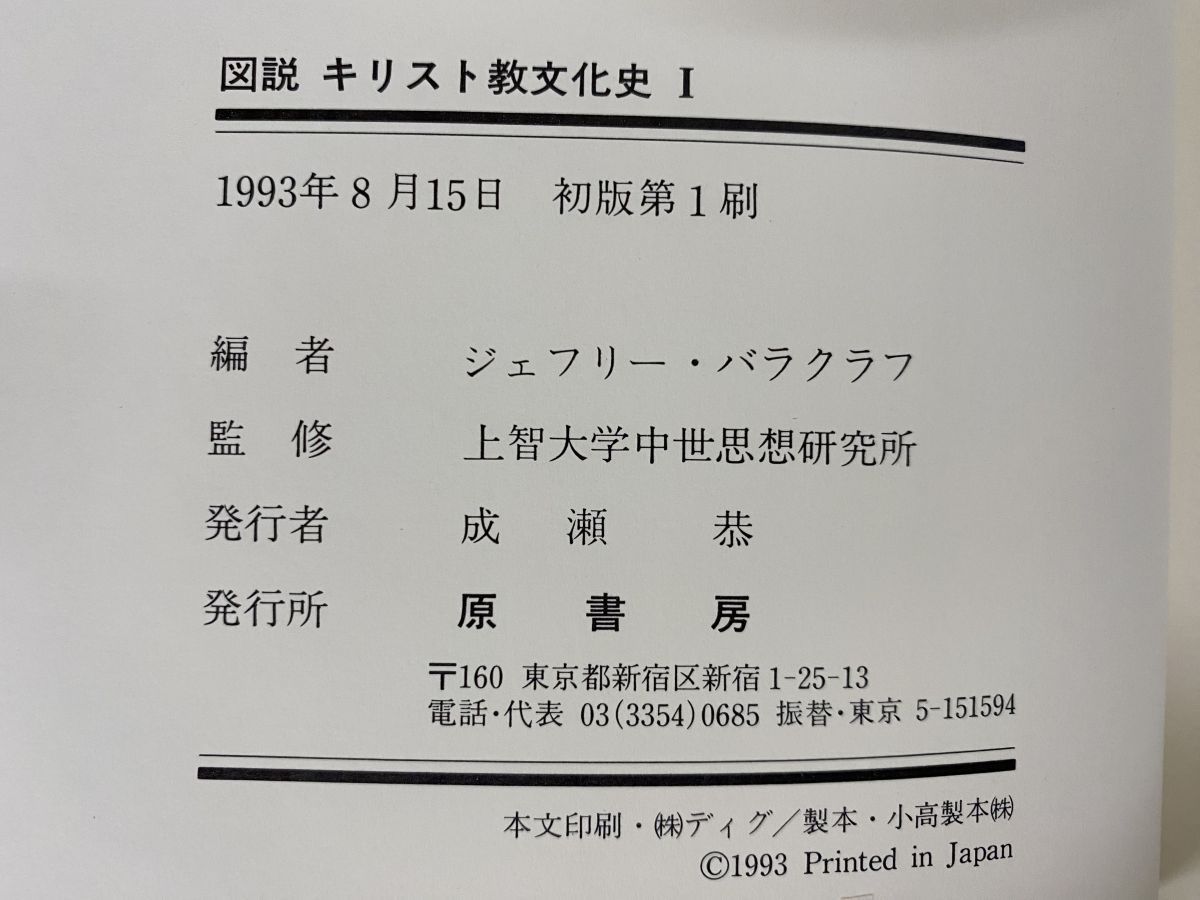 図説 キリスト教文化史 I
1993年8月15日 初版第1刷
編者 ジェフリー・バラクラフ
監修 上智大学中世思想研究所
発行者 成瀬恭
発行所 原書房
〒160 東京都新宿区新宿1-25-13
電話・代表 03(3354)0685 振替・東京 5-151594
本文印刷・㈱ディグ/製本・小高製本㈱
©1993 Printed in Japan